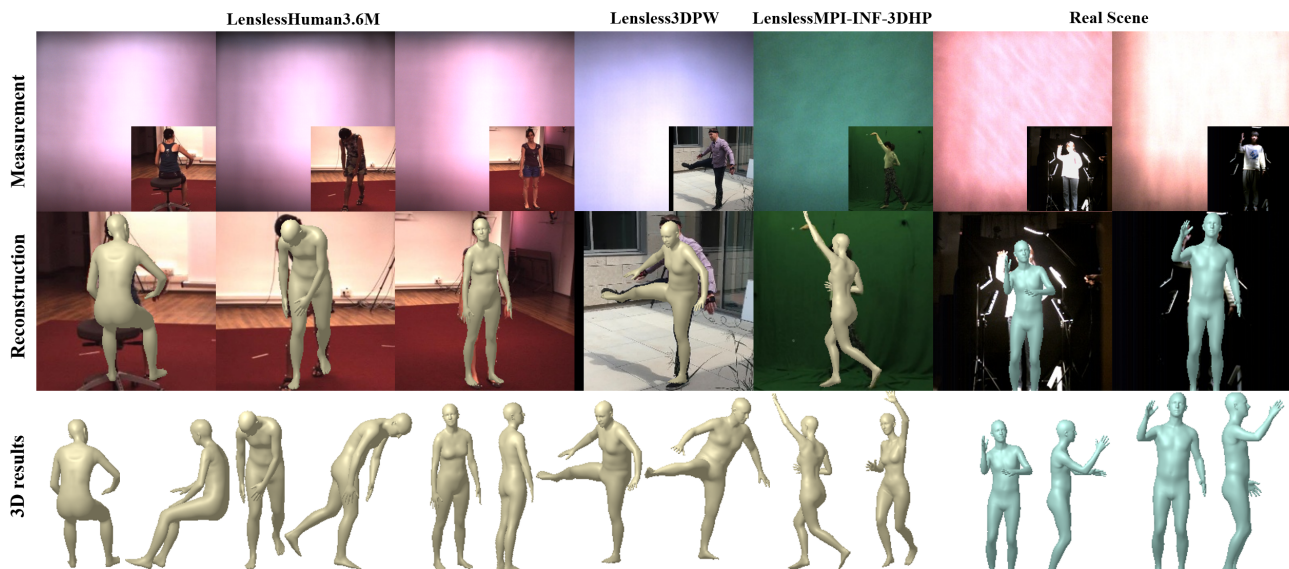 LenslessHuman3.6M
Lensless3DPW
LenslessMPI-INF-3DHP
Real Scene
Measurement
Reconstruction
3D results